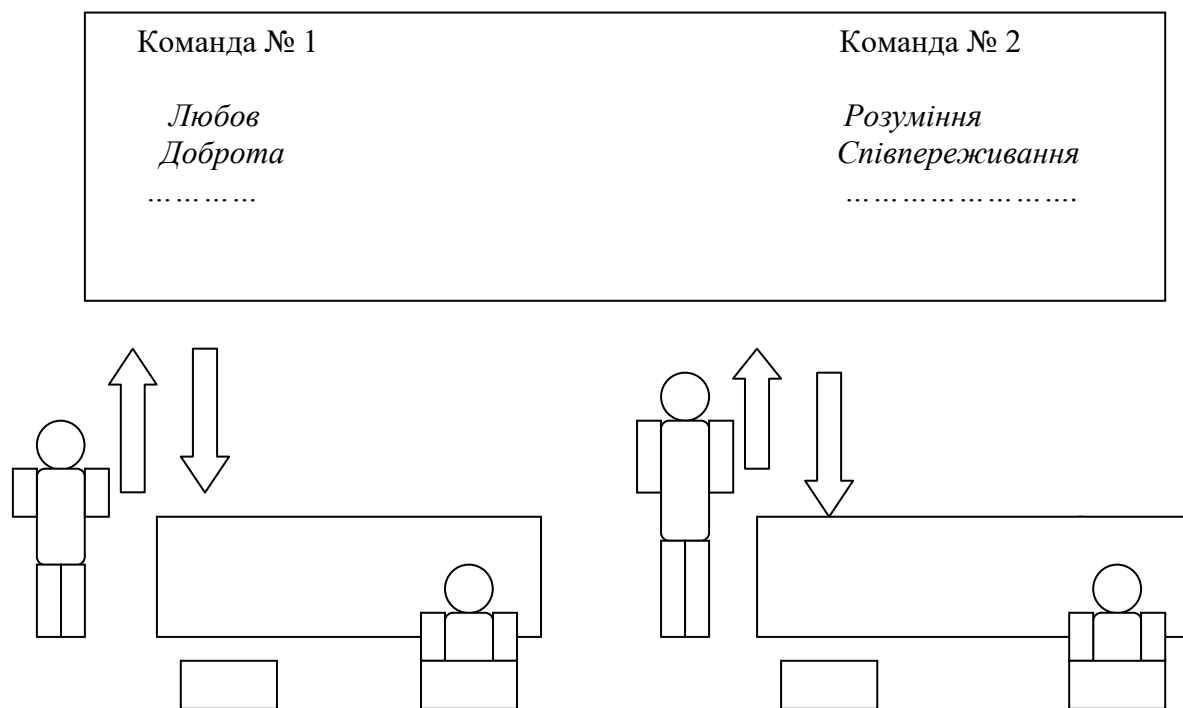 Команда № 1
Команда № 2
Любов
Розуміння
Доброта
Співпереживання
…………
…………………….